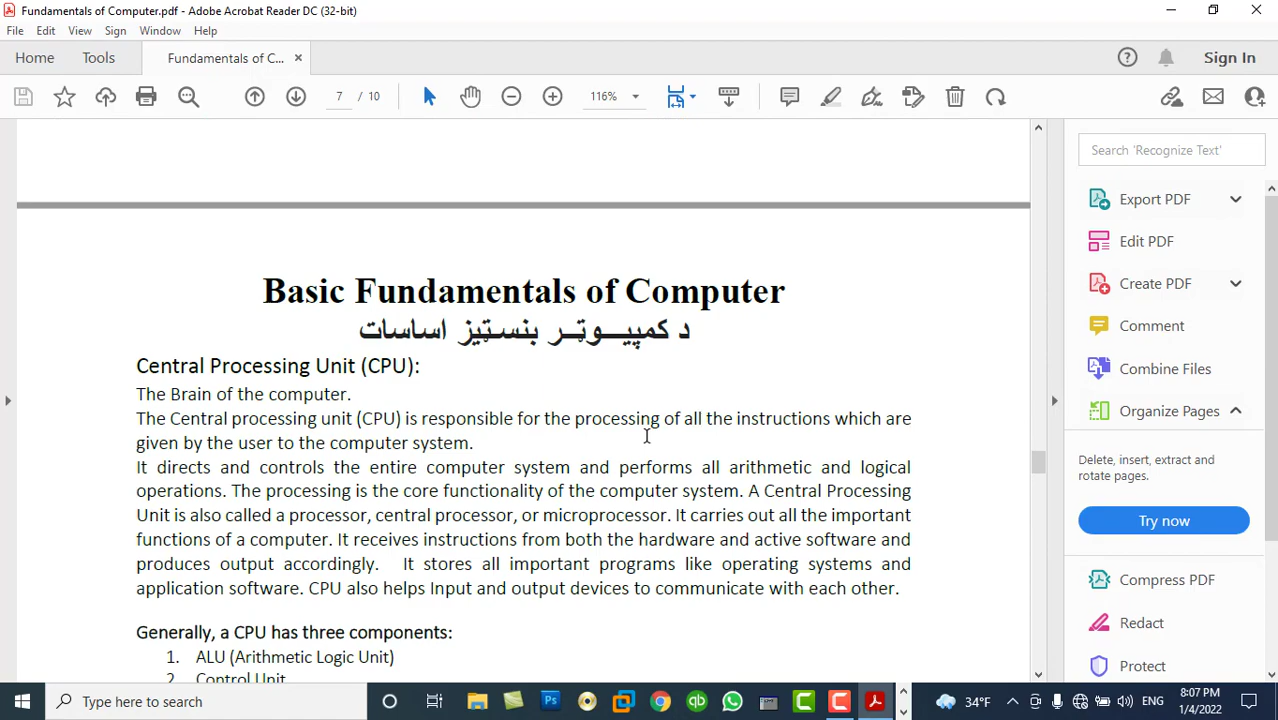 Fundamentals of Computer.pdf - Adobe Acrobat Reader DC (32-bit)
File Edit View Sign Window Help
Home Tools Fundamentals of C... Sign In
7 / 10 116%
Search 'Recognize Text'
Export PDF
Edit PDF
Create PDF
Comment
Combine Files
Organize Pages
Delete, insert, extract and
rotate pages.
Try now
Compress PDF
Redact
Protect
Basic Fundamentals of Computer
د کمپیــوټــر بنسټیز اساسات
Central Processing Unit (CPU):
The Brain of the computer.
The Central processing unit (CPU) is responsible for the processing of all the instructions which are
given by the user to the computer system.
It directs and controls the entire computer system and performs all arithmetic and logical
operations. The processing is the core functionality of the computer system. A Central Processing
Unit is also called a processor, central processor, or microprocessor. It carries out all the important
functions of a computer. It receives instructions from both the hardware and active software and
produces output accordingly. It stores all important programs like operating systems and
application software. CPU also helps Input and output devices to communicate with each other.
Generally, a CPU has three components:
1. ALU (Arithmetic Logic Unit)
2. Control Unit
Type here to search
34°F ENG 8:07 PM
1/4/2022